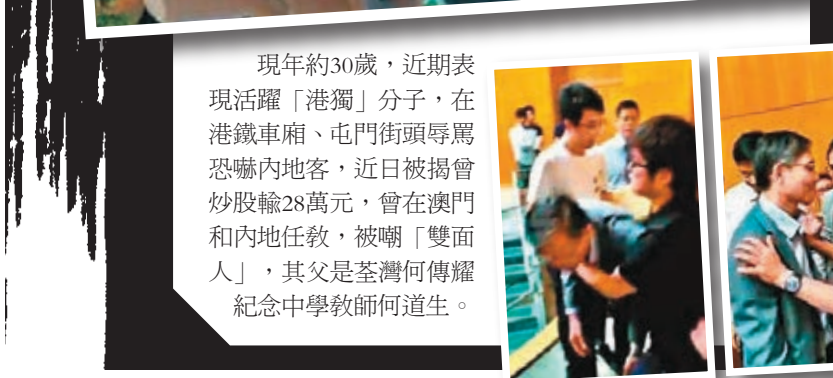 現年約30歲，近期表
現活躍「港獨」分子，在
港鐵車廂、屯門街頭辱罵
恐嚇內地客，近日被揭曾
炒股輸28萬元，曾在澳門
和內地任教，被嘲「雙面
人」，其父是荃灣何傳耀
紀念中學教師何道生。